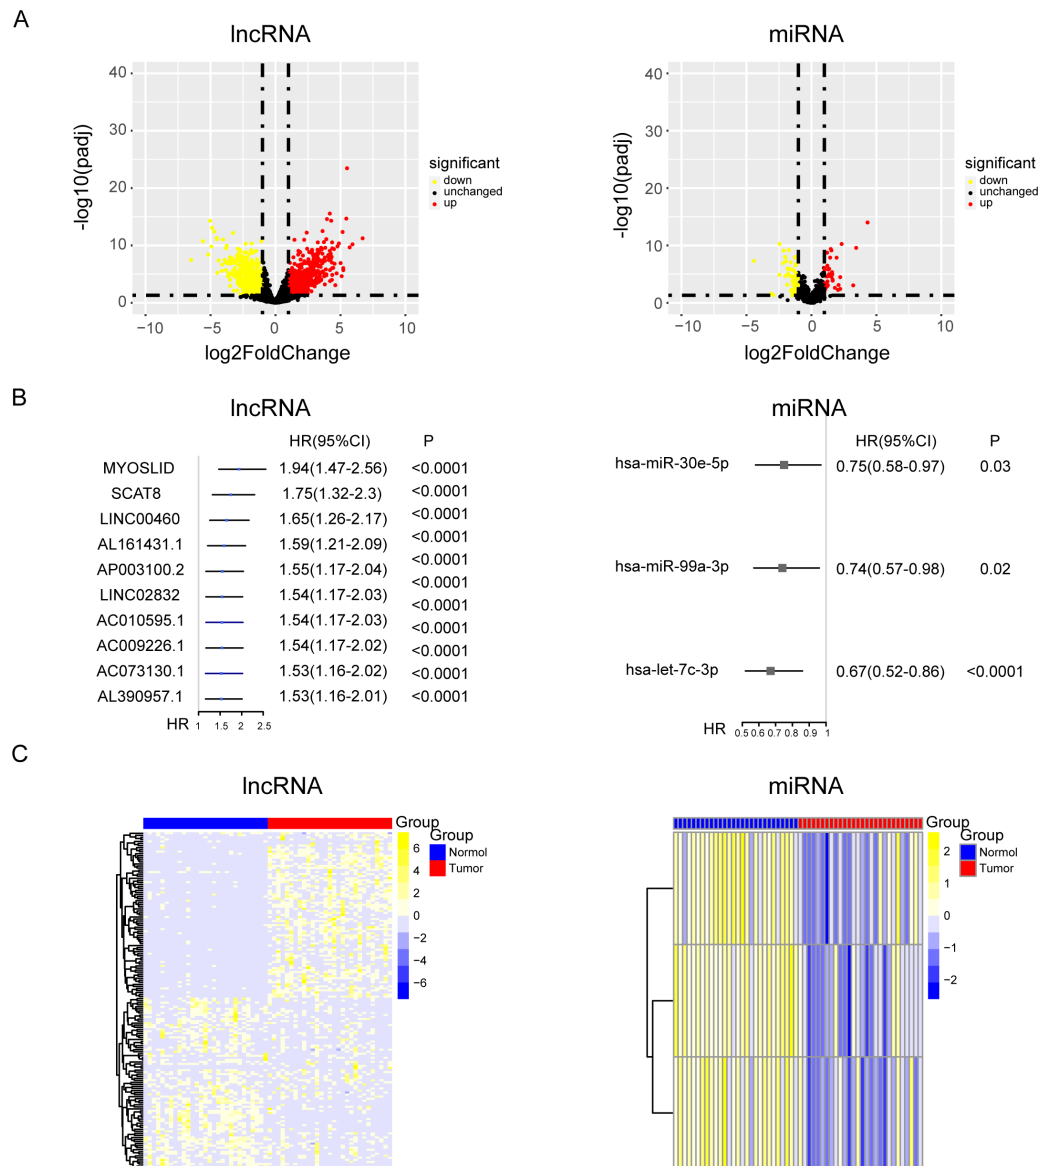 A
lncRNA
miRNA
40
30
20
10
0
−10 −5 0 5 10
-log10(padj)
log2FoldChange
significant
down
unchanged
up
40
30
20
10
0
−10 −5 0 5 10
-log10(padj)
log2FoldChange
significant
down
unchanged
up
B
lncRNA
HR(95%CI) P
MYOSLID 1.94(1.47-2.56) <0.0001
SCAT8 1.75(1.32-2.3) <0.0001
LINC00460 1.65(1.26-2.17) <0.0001
AL161431.1 1.59(1.21-2.09) <0.0001
AP003100.2 1.55(1.17-2.04) <0.0001
LINC02832 1.54(1.17-2.03) <0.0001
AC010595.1 1.54(1.17-2.03) <0.0001
AC009226.1 1.54(1.17-2.02) <0.0001
AC073130.1 1.53(1.16-2.02) <0.0001
AL390957.1 1.53(1.16-2.01) <0.0001
HR 1 1.5 2 2.5
miRNA
HR(95%CI) P
hsa-miR-30e-5p 0.75(0.58-0.97) 0.03
hsa-miR-99a-3p 0.74(0.57-0.98) 0.02
hsa-let-7c-3p 0.67(0.52-0.86) <0.0001
HR 0.5 0.6 0.7 0.8 0.9 1
C
lncRNA
Group
6
4
2
0
−2
−4
−6
Group
Normol
Tumor
miRNA
Group
2
1
0
−1
−2
Group
Normol
Tumor